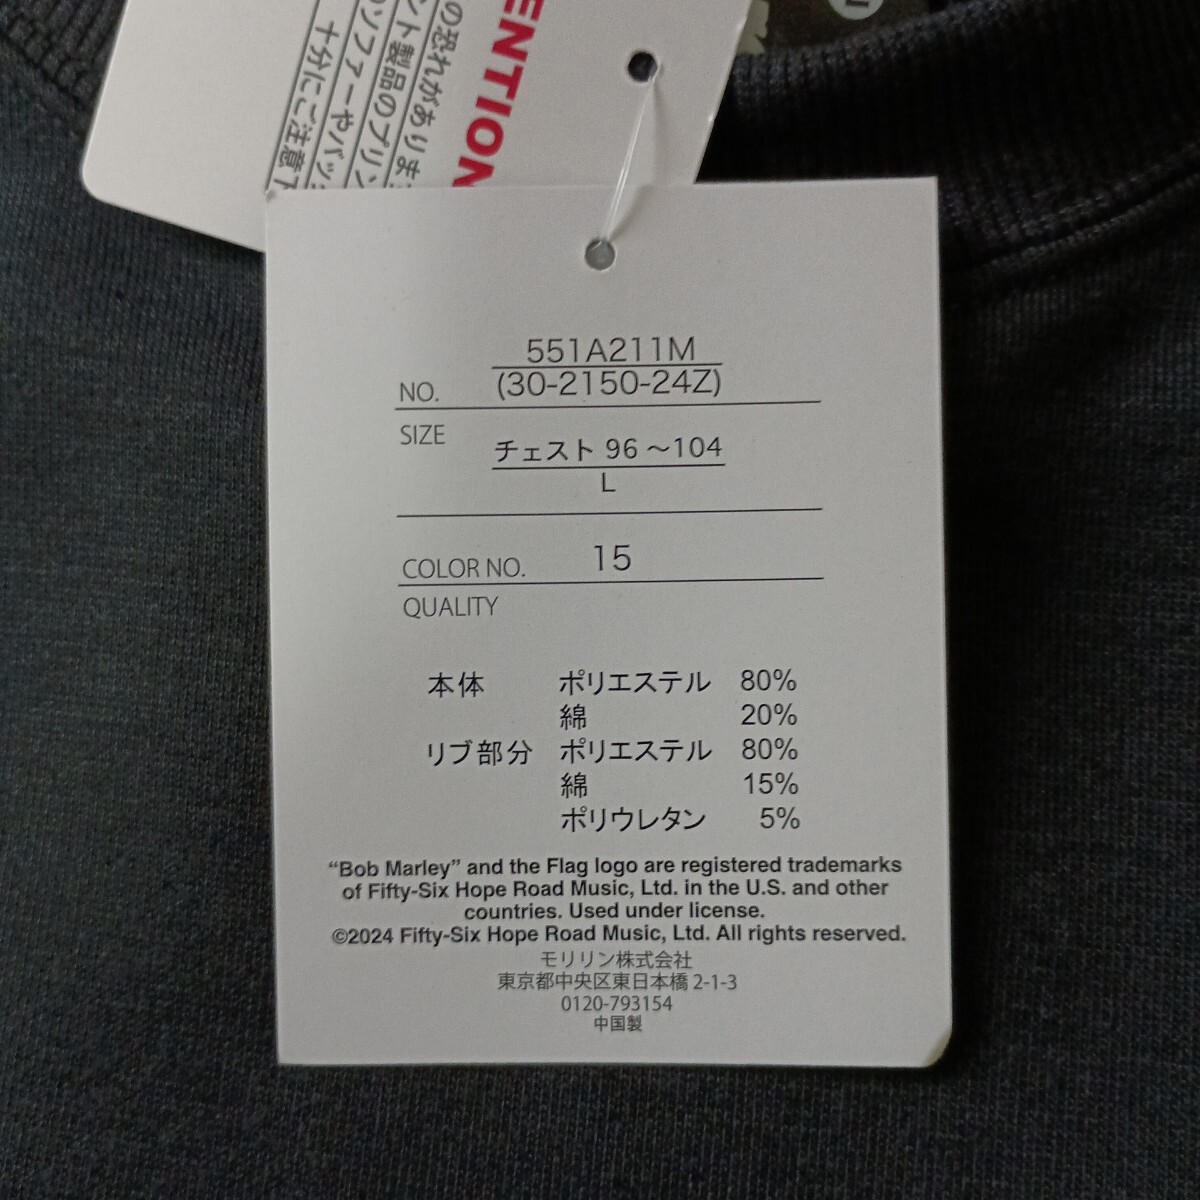 ENTION
の恐れがあります
ント製品のプリン
ソファーやバッ
十分にご注意下
551A211M
NO. (30-2150-24Z)
SIZE チェスト 96～104
L
COLOR NO. 15
QUALITY
本体 ポリエステル 80%
綿 20%
リブ部分 ポリエステル 80%
綿 15%
ポリウレタン 5%
“Bob Marley” and the Flag logo are registered trademarks
of Fifty-Six Hope Road Music, Ltd. in the U.S. and other
countries. Used under license.
©2024 Fifty-Six Hope Road Music, Ltd. All rights reserved.
モリリン株式会社
東京都中央区東日本橋 2-1-3
0120-793154
中国製